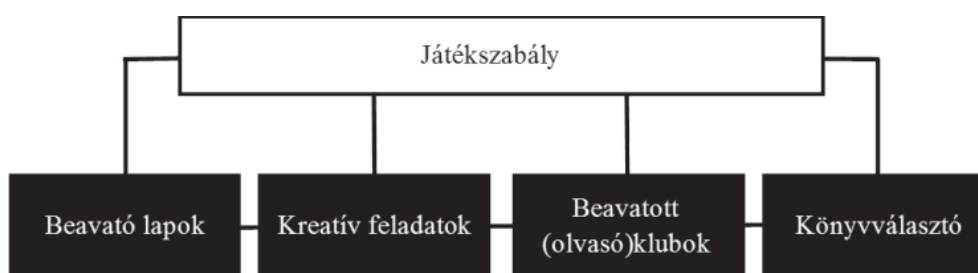 Játékszabály
Beavató lapok
Kreatív feladatok
Beavatott
(olvasó)klubok
Könyvválasztó